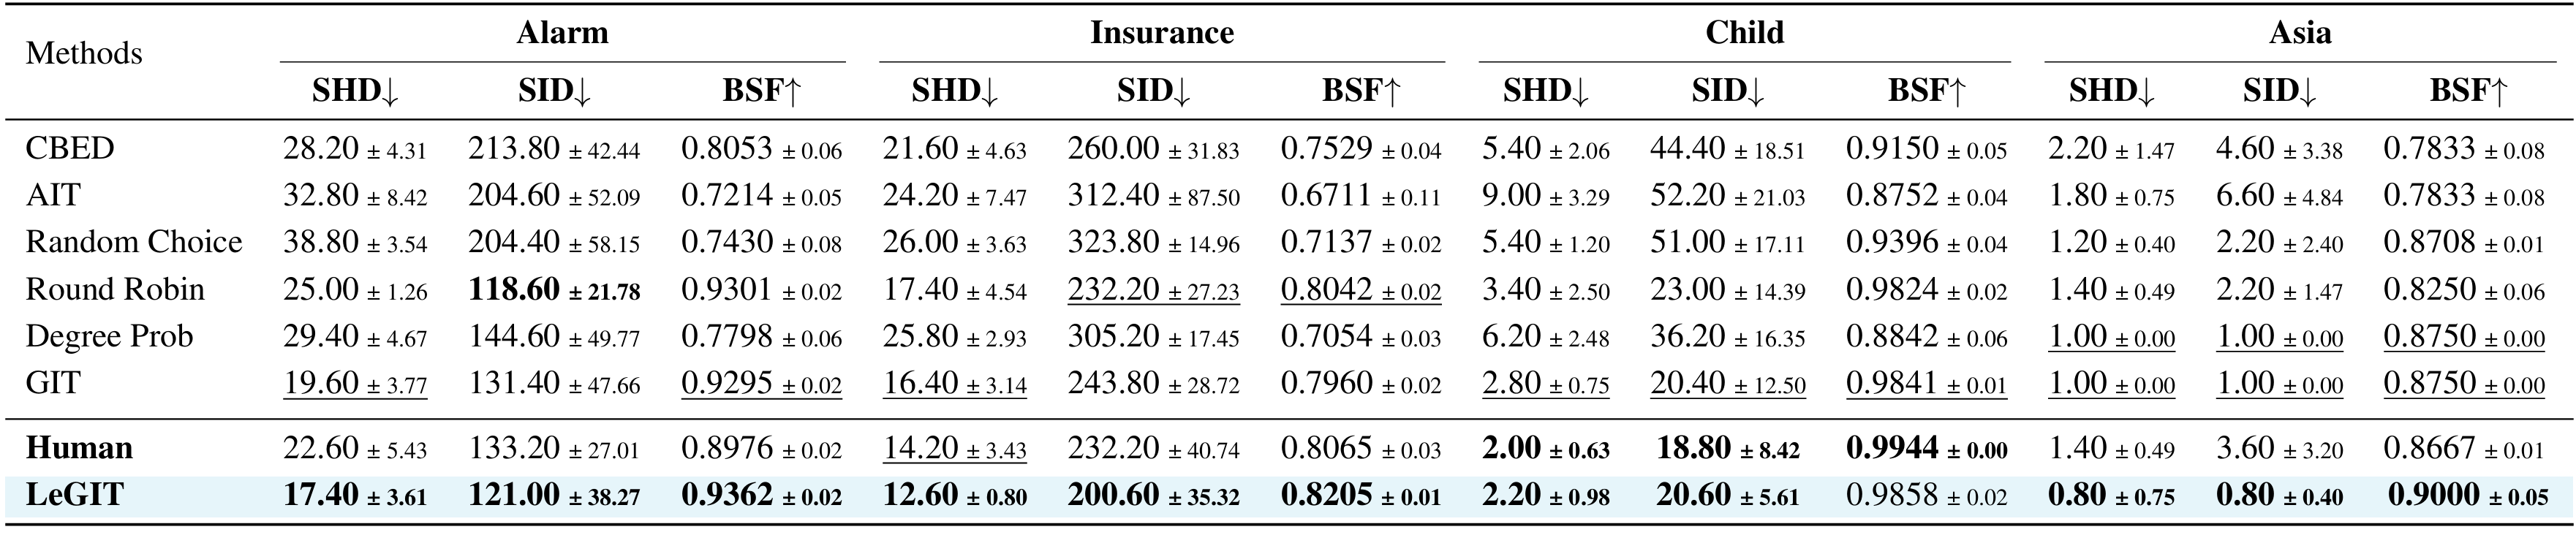 Methods Alarm Insurance Child Asia
SHD↓ SID↓ BSF↑ SHD↓ SID↓ BSF↑ SHD↓ SID↓ BSF↑ SHD↓ SID↓ BSF↑
CBED 28.20 ± 4.31 213.80 ± 42.44 0.8053 ± 0.06 21.60 ± 4.63 260.00 ± 31.83 0.7529 ± 0.04 5.40 ± 2.06 44.40 ± 18.51 0.9150 ± 0.05 2.20 ± 1.47 4.60 ± 3.38 0.7833 ± 0.08
AIT 32.80 ± 8.42 204.60 ± 52.09 0.7214 ± 0.05 24.20 ± 7.47 312.40 ± 87.50 0.6711 ± 0.11 9.00 ± 3.29 52.20 ± 21.03 0.8752 ± 0.04 1.80 ± 0.75 6.60 ± 4.84 0.7833 ± 0.08
Random Choice 38.80 ± 3.54 204.40 ± 58.15 0.7430 ± 0.08 26.00 ± 3.63 323.80 ± 14.96 0.7137 ± 0.02 5.40 ± 1.20 51.00 ± 17.11 0.9396 ± 0.04 1.20 ± 0.40 2.20 ± 2.40 0.8708 ± 0.01
Round Robin 25.00 ± 1.26 118.60 ± 21.78 0.9301 ± 0.02 17.40 ± 4.54 232.20 ± 27.23 0.8042 ± 0.02 3.40 ± 2.50 23.00 ± 14.39 0.9824 ± 0.02 1.40 ± 0.49 2.20 ± 1.47 0.8250 ± 0.06
Degree Prob 29.40 ± 4.67 144.60 ± 49.77 0.7798 ± 0.06 25.80 ± 2.93 305.20 ± 17.45 0.7054 ± 0.03 6.20 ± 2.48 36.20 ± 16.35 0.8842 ± 0.06 1.00 ± 0.00 1.00 ± 0.00 0.8750 ± 0.00
GIT 19.60 ± 3.77 131.40 ± 47.66 0.9295 ± 0.02 16.40 ± 3.14 243.80 ± 28.72 0.7960 ± 0.02 2.80 ± 0.75 20.40 ± 12.50 0.9841 ± 0.01 1.00 ± 0.00 1.00 ± 0.00 0.8750 ± 0.00
Human 22.60 ± 5.43 133.20 ± 27.01 0.8976 ± 0.02 14.20 ± 3.43 232.20 ± 40.74 0.8065 ± 0.03 2.00 ± 0.63 18.80 ± 8.42 0.9944 ± 0.00 1.40 ± 0.49 3.60 ± 3.20 0.8667 ± 0.01
LeGIT 17.40 ± 3.61 121.00 ± 38.27 0.9362 ± 0.02 12.60 ± 0.80 200.60 ± 35.32 0.8205 ± 0.01 2.20 ± 0.98 20.60 ± 5.61 0.9858 ± 0.02 0.80 ± 0.75 0.80 ± 0.40 0.9000 ± 0.05